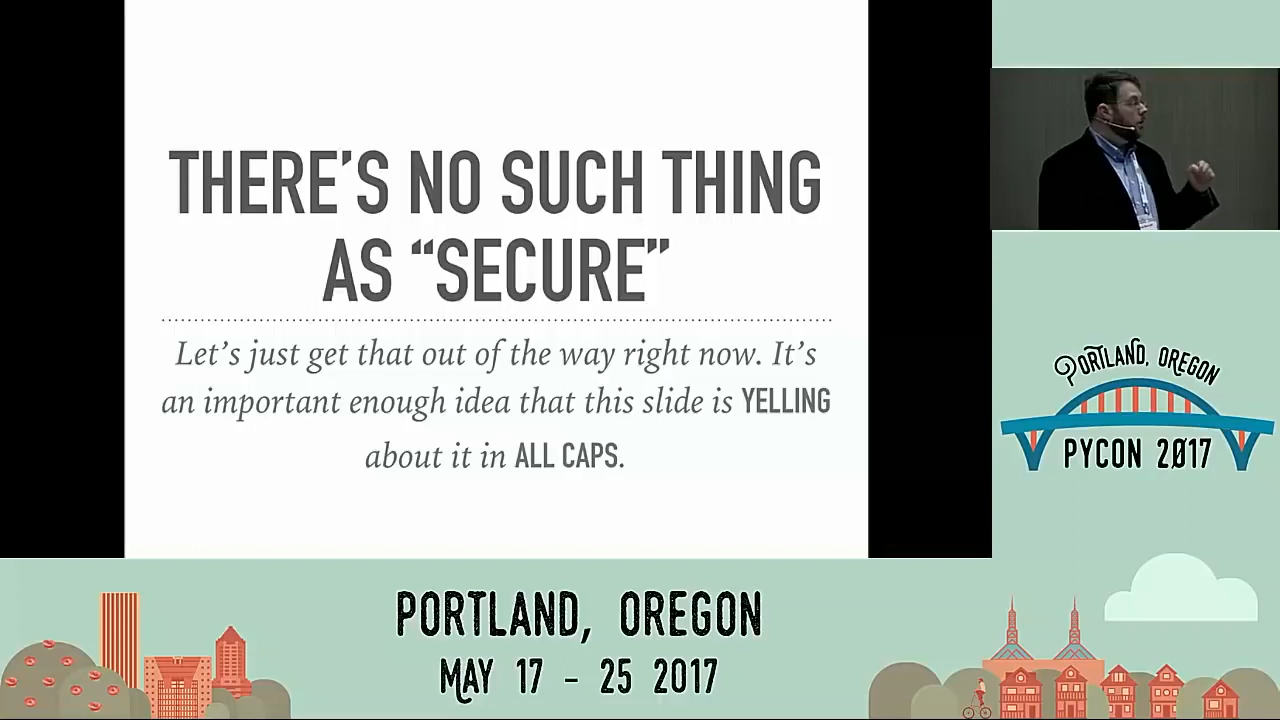 THERE’S NO SUCH THING
AS “SECURE”
Let’s just get that out of the way right now. It’s
an important enough idea that this slide is YELLING
about it in ALL CAPS.
PORTLAND, OREGON
PYCON 2017
PORTLAND, OREGON
MAY 17 - 25 2017